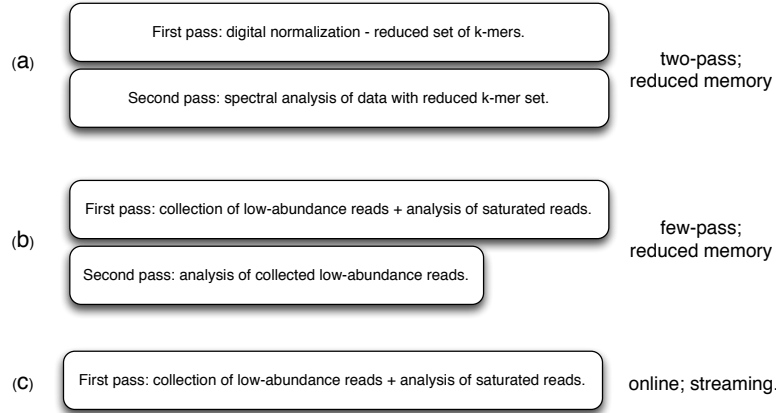 (a)
First pass: digital normalization - reduced set of k-mers.
Second pass: spectral analysis of data with reduced k-mer set.
two-pass;
reduced memory
(b)
First pass: collection of low-abundance reads + analysis of saturated reads.
Second pass: analysis of collected low-abundance reads.
few-pass;
reduced memory
(c)
First pass: collection of low-abundance reads + analysis of saturated reads.
online; streaming.